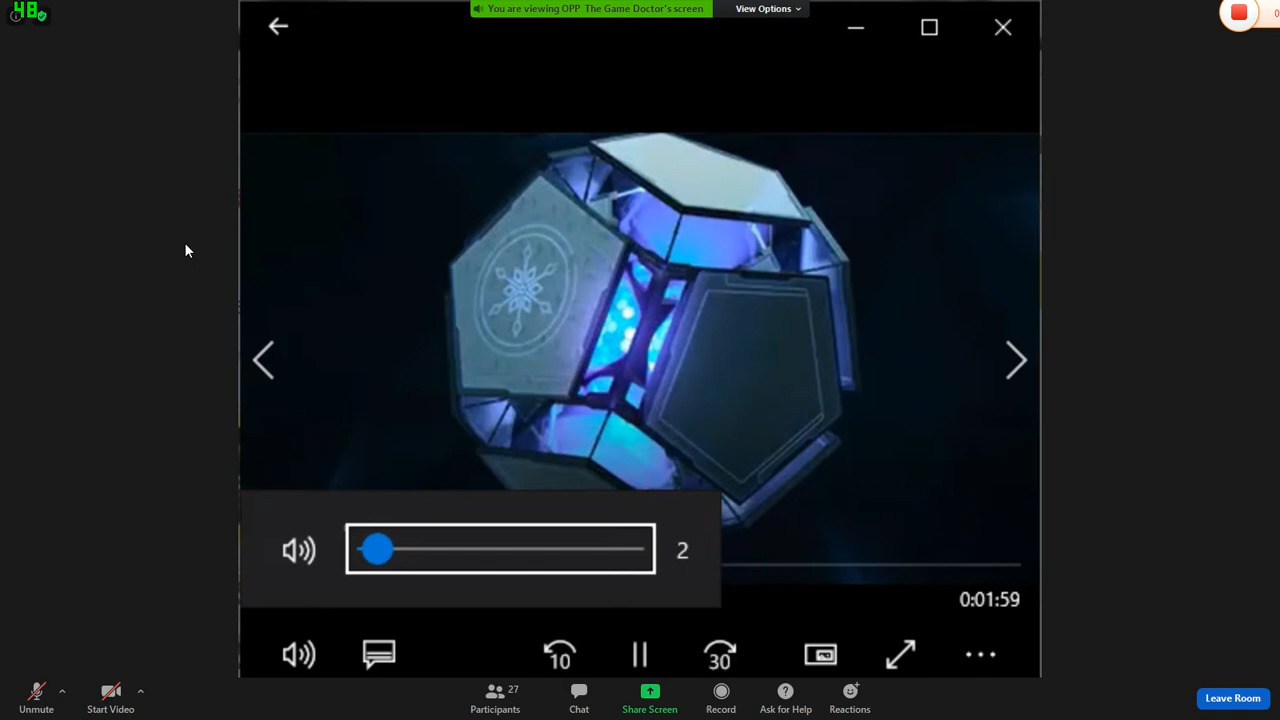 48
You are viewing OPP The Game Doctor's screen
View Options
2
0:01:59
10
30
Unmute
Start Video
Participants
27
Chat
Share Screen
Record
Ask for Help
Reactions
Leave Room